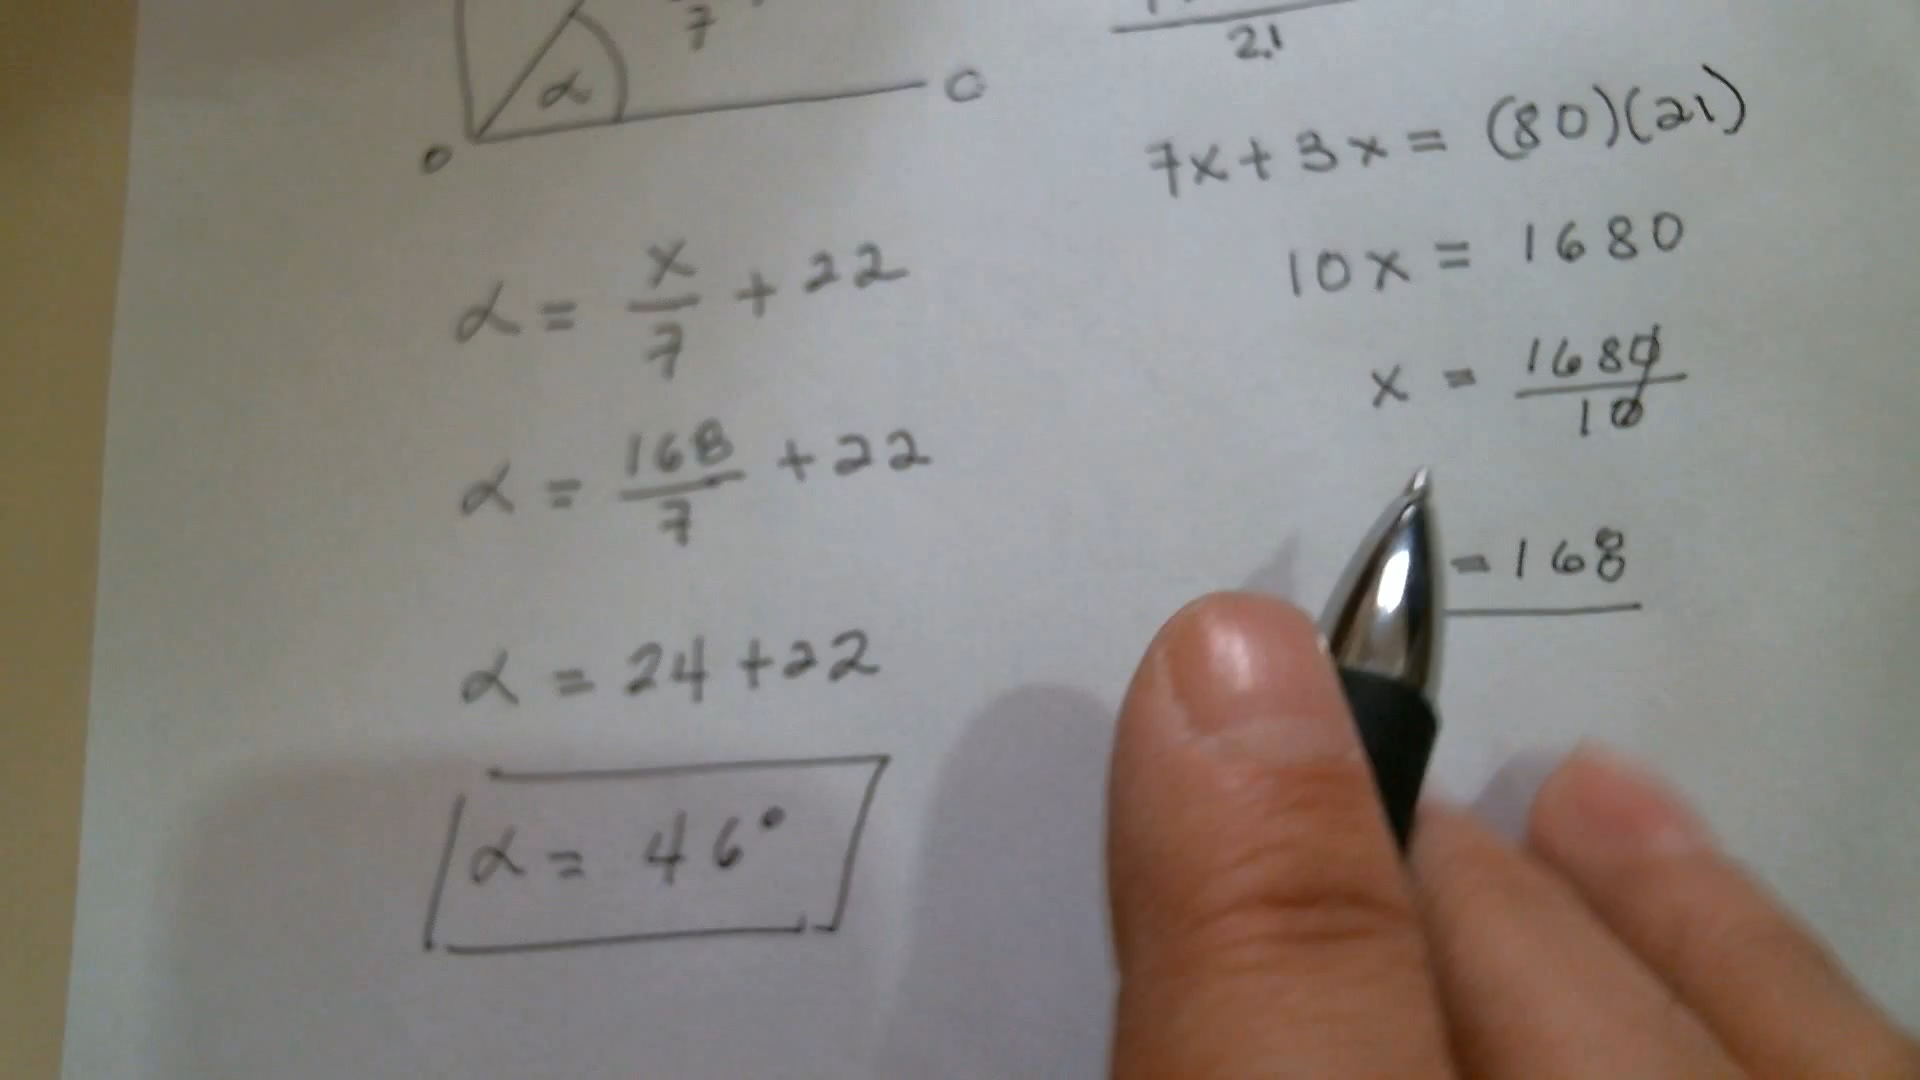 7
α
C
O
α = x/7 + 22
α = 168/7 + 22
α = 24 + 22
α = 46°
21
7x + 3x = (80)(21)
10x = 1680
x = 1680/10
= 168